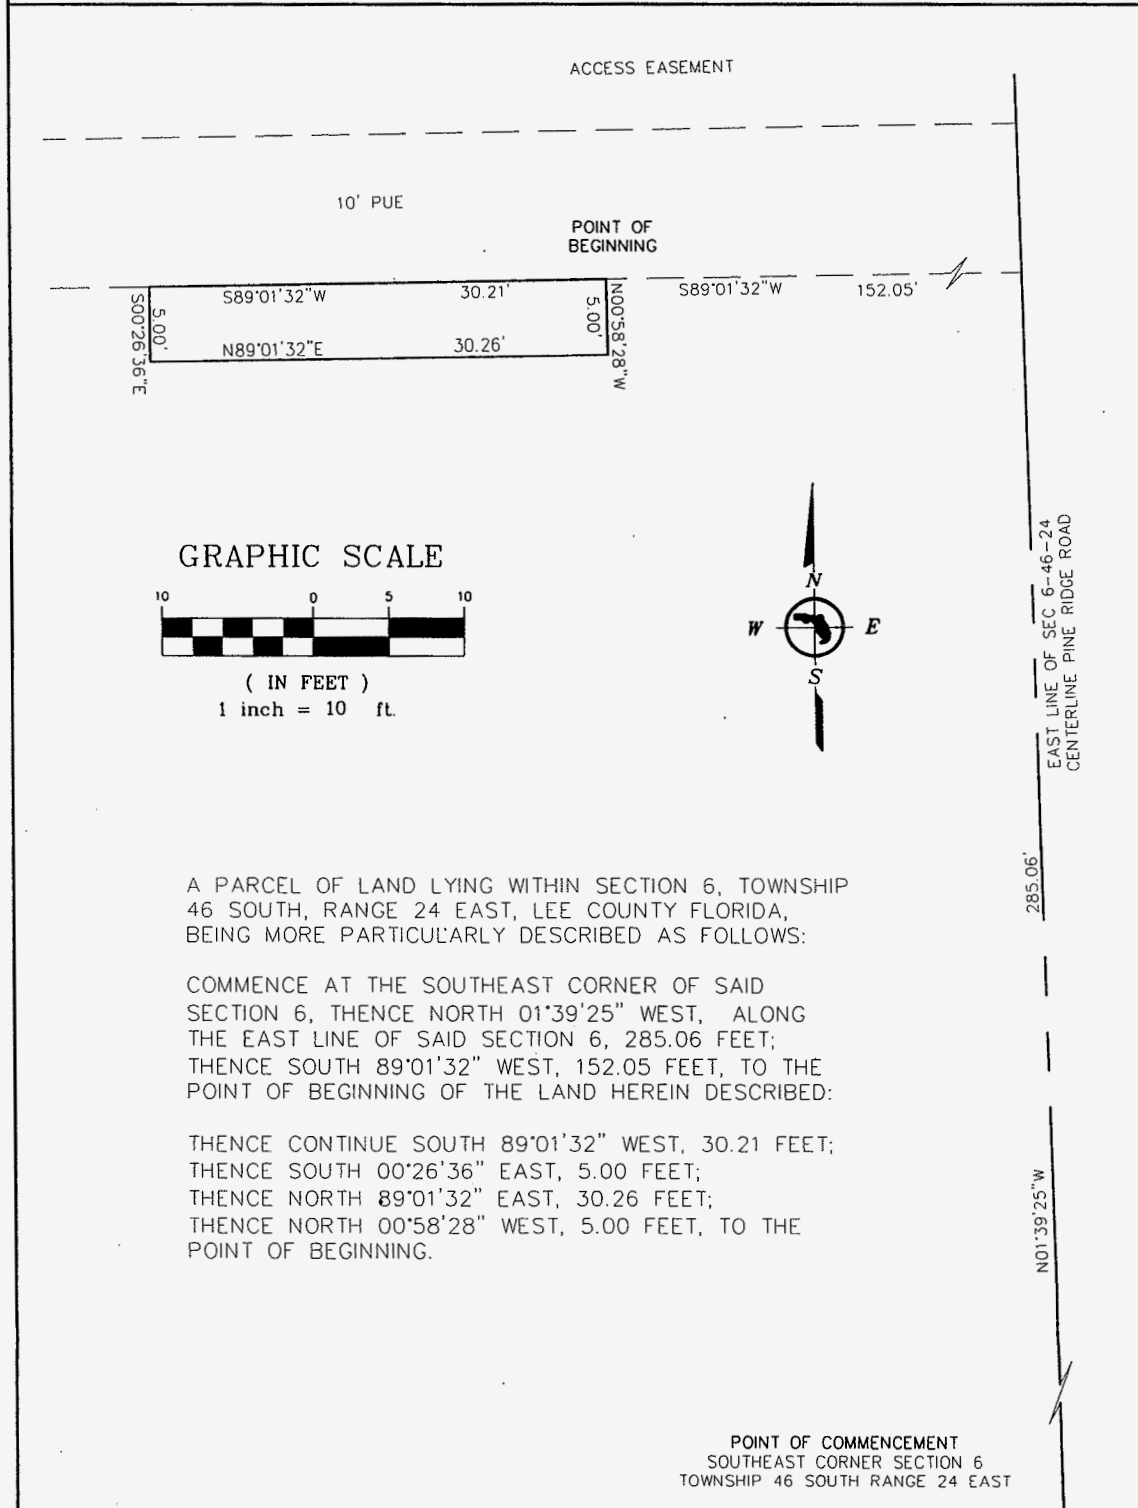 ACCESS EASEMENT
10' PUE
POINT OF
BEGINNING
S89°01'32"W 30.21'
S89°01'32"W 152.05'
S00°26'36"E
5.00'
5.00'
N00°58'28"W
N89°01'32"E 30.26'
GRAPHIC SCALE
10 0 5 10
( IN FEET )
1 inch = 10 ft.
N
W E
S
EAST LINE OF SEC 6-46-24
CENTERLINE PINE RIDGE ROAD
285.06'
N01°39'25"W
A PARCEL OF LAND LYING WITHIN SECTION 6, TOWNSHIP
46 SOUTH, RANGE 24 EAST, LEE COUNTY FLORIDA,
BEING MORE PARTICULARLY DESCRIBED AS FOLLOWS:
COMMENCE AT THE SOUTHEAST CORNER OF SAID
SECTION 6, THENCE NORTH 01°39'25" WEST, ALONG
THE EAST LINE OF SAID SECTION 6, 285.06 FEET;
THENCE SOUTH 89°01'32" WEST, 152.05 FEET, TO THE
POINT OF BEGINNING OF THE LAND HEREIN DESCRIBED:
THENCE CONTINUE SOUTH 89°01'32" WEST, 30.21 FEET;
THENCE SOUTH 00°26'36" EAST, 5.00 FEET;
THENCE NORTH 89°01'32" EAST, 30.26 FEET;
THENCE NORTH 00°58'28" WEST, 5.00 FEET, TO THE
POINT OF BEGINNING.
POINT OF COMMENCEMENT
SOUTHEAST CORNER SECTION 6
TOWNSHIP 46 SOUTH RANGE 24 EAST